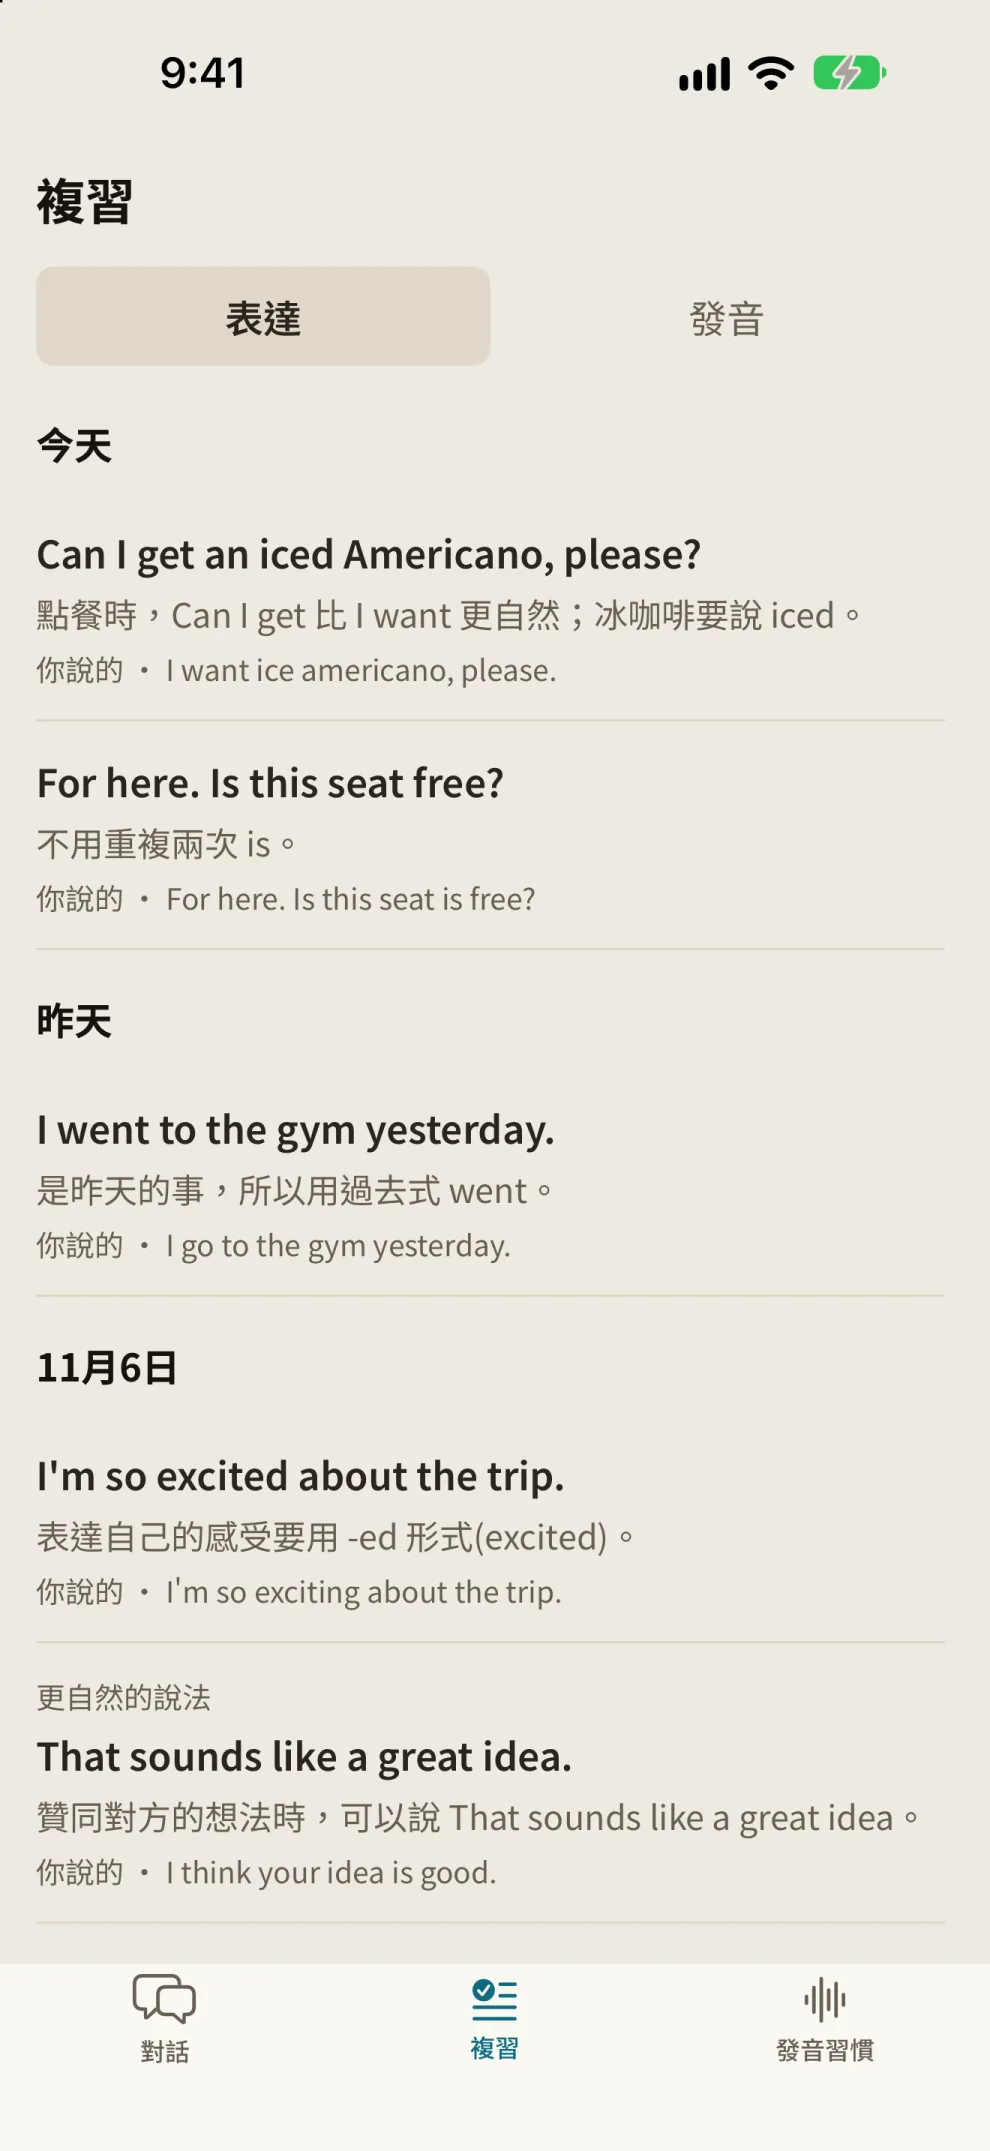 9:41
複習
表達
發音
今天
Can I get an iced Americano, please?
點餐時，Can I get 比 I want 更自然；冰咖啡要說 iced。
你說的 · I want ice americano, please.
For here. Is this seat free?
不用重複兩次 is。
你說的 · For here. Is this seat is free?
昨天
I went to the gym yesterday.
是昨天的事，所以用過去式 went。
你說的 · I go to the gym yesterday.
11月6日
I'm so excited about the trip.
表達自己的感受要用 -ed 形式(excited)。
你說的 · I'm so exciting about the trip.
更自然的說法
That sounds like a great idea.
贊同對方的想法時，可以說 That sounds like a great idea。
你說的 · I think your idea is good.
對話
複習
發音習慣